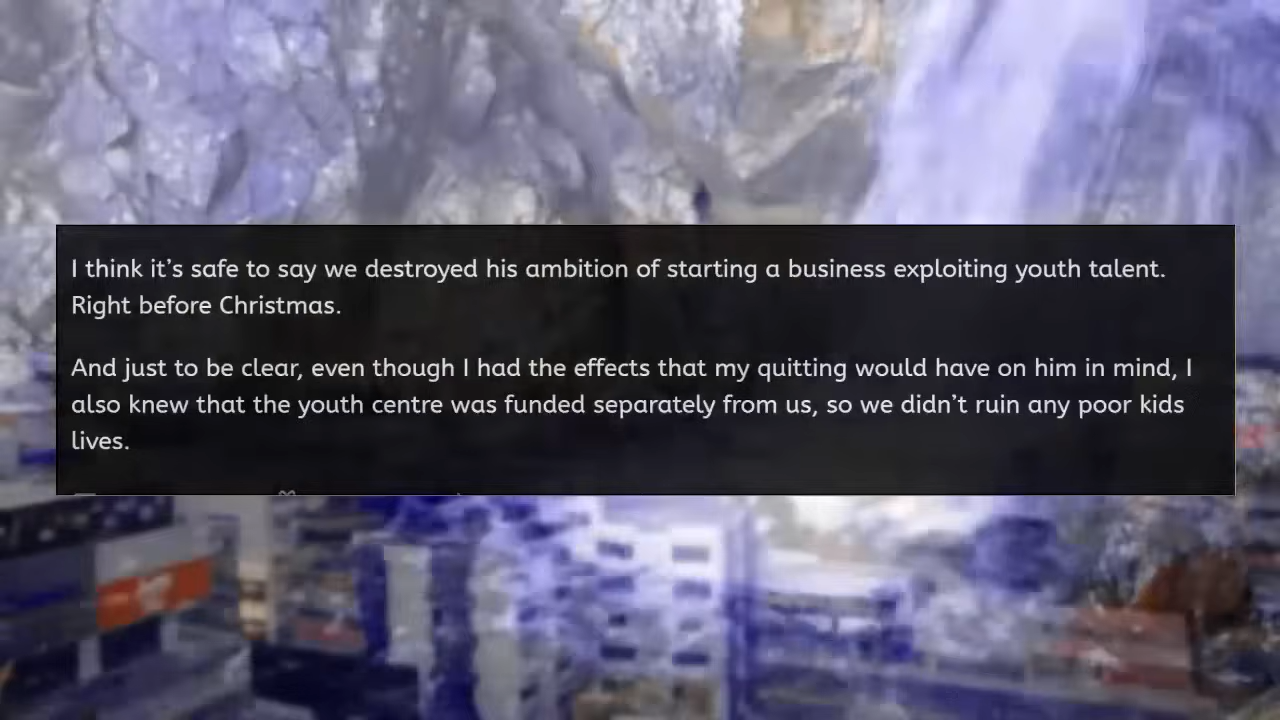 I think it’s safe to say we destroyed his ambition of starting a business exploiting youth talent.
Right before Christmas.
And just to be clear, even though I had the effects that my quitting would have on him in mind, I
also knew that the youth centre was funded separately from us, so we didn’t ruin any poor kids
lives.